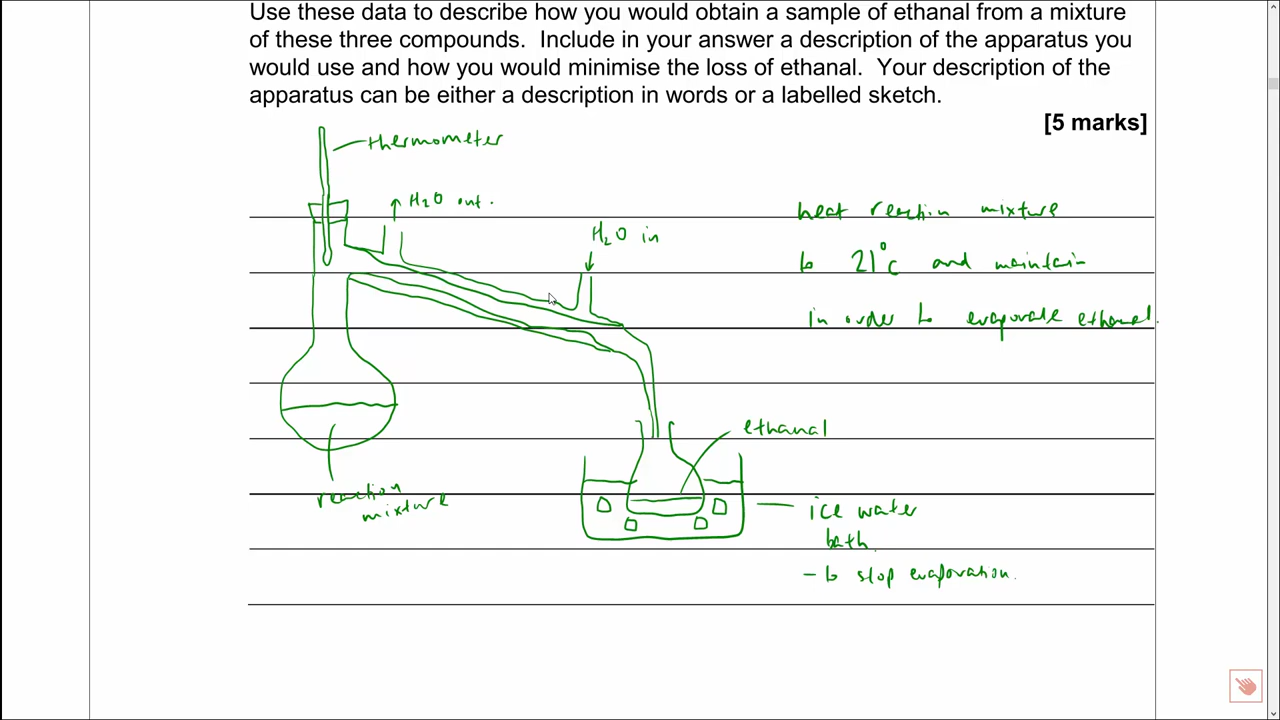 Use these data to describe how you would obtain a sample of ethanal from a mixture
of these three compounds.  Include in your answer a description of the apparatus you
would use and how you would minimise the loss of ethanal.  Your description of the
apparatus can be either a description in words or a labelled sketch.
[5 marks]
thermometer
H2O out.
H2O in
heat reaction mixture
to 21°c and maintain
in order to evaporate ethanal.
ethanal
reaction
mixture
ice water
bath.
- to stop evaporation.